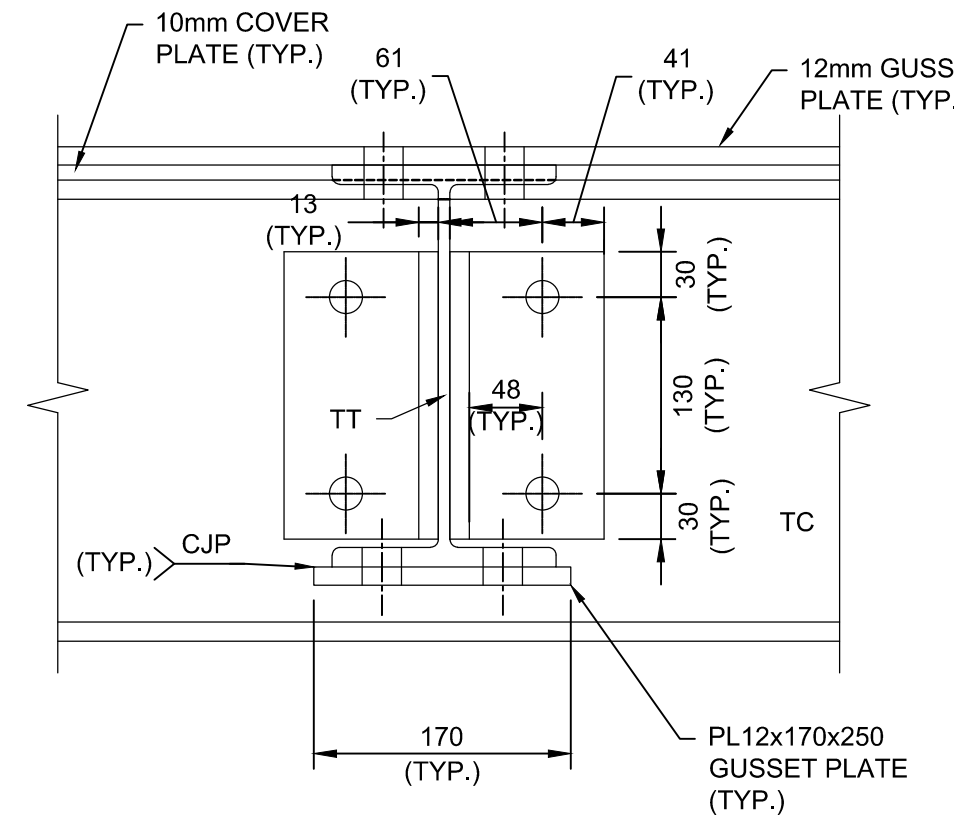 10mm COVER
PLATE (TYP.)
61
(TYP.)
41
(TYP.)
12mm GUSS
PLATE (TYP.
13
(TYP.)
30
(TYP.)
130
(TYP.)
48
(TYP.)
TT
30
(TYP.)
TC
CJP
(TYP.)
170
(TYP.)
PL12x170x250
GUSSET PLATE
(TYP.)